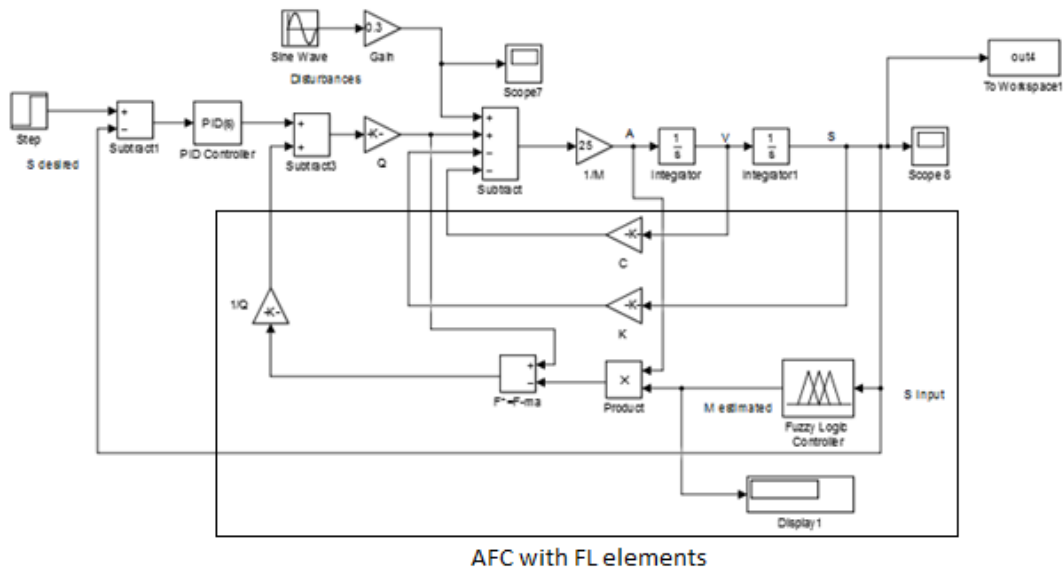 0.3
Sine Wave
Gain
Disturbances
Scope7
out4
To Workspace1
Step
S desired
+
−
Subtract1
PID(s)
PID Controller
+
+
Subtract3
-K-
Q
+
+
−
−
Subtract
25
1/M
A
1
s
Integrator
V
1
s
Integrator1
S
Scope 8
-K-
C
-K-
K
1/Q
-K-
+
−
F*=F-ma
×
Product
M estimated
Fuzzy Logic
Controller
S Input
Display1
AFC with FL elements